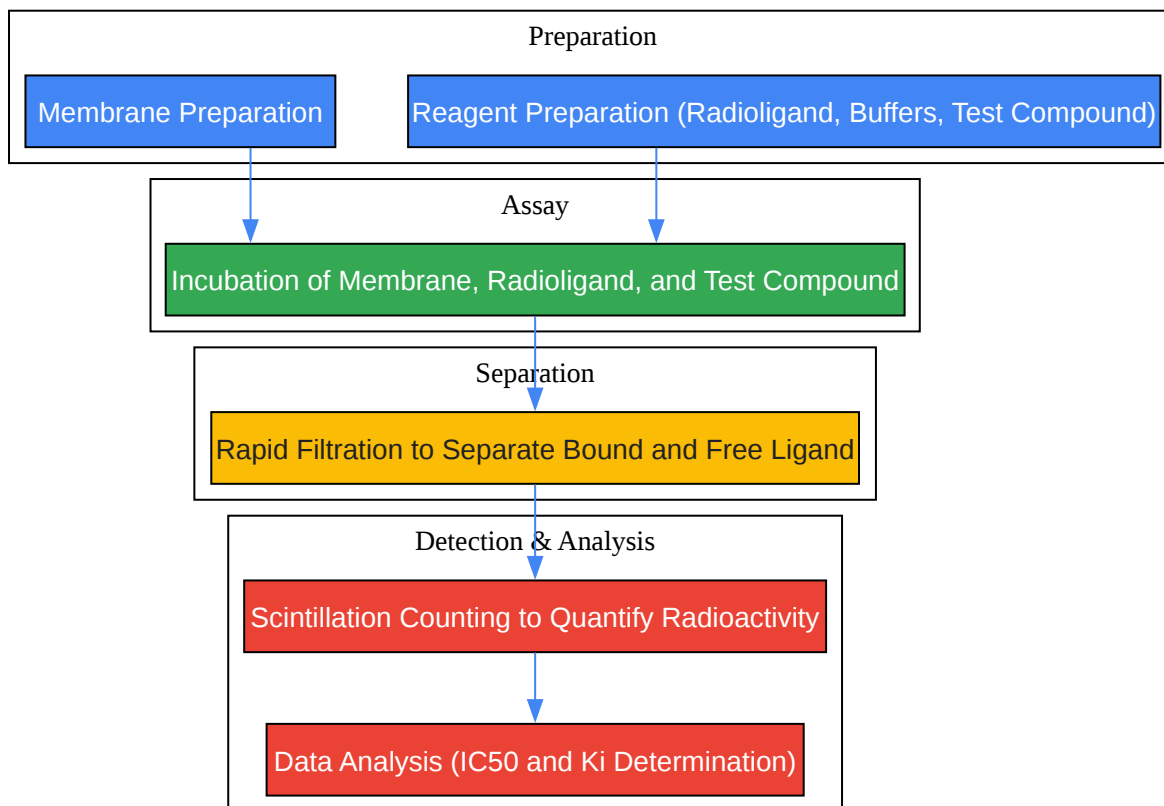 Preparation
Membrane Preparation
Reagent Preparation (Radioligand, Buffers, Test Compound)
Assay
Incubation of Membrane, Radioligand, and Test Compound
Separation
Rapid Filtration to Separate Bound and Free Ligand
Detection & Analysis
Scintillation Counting to Quantify Radioactivity
Data Analysis (IC50 and Ki Determination)